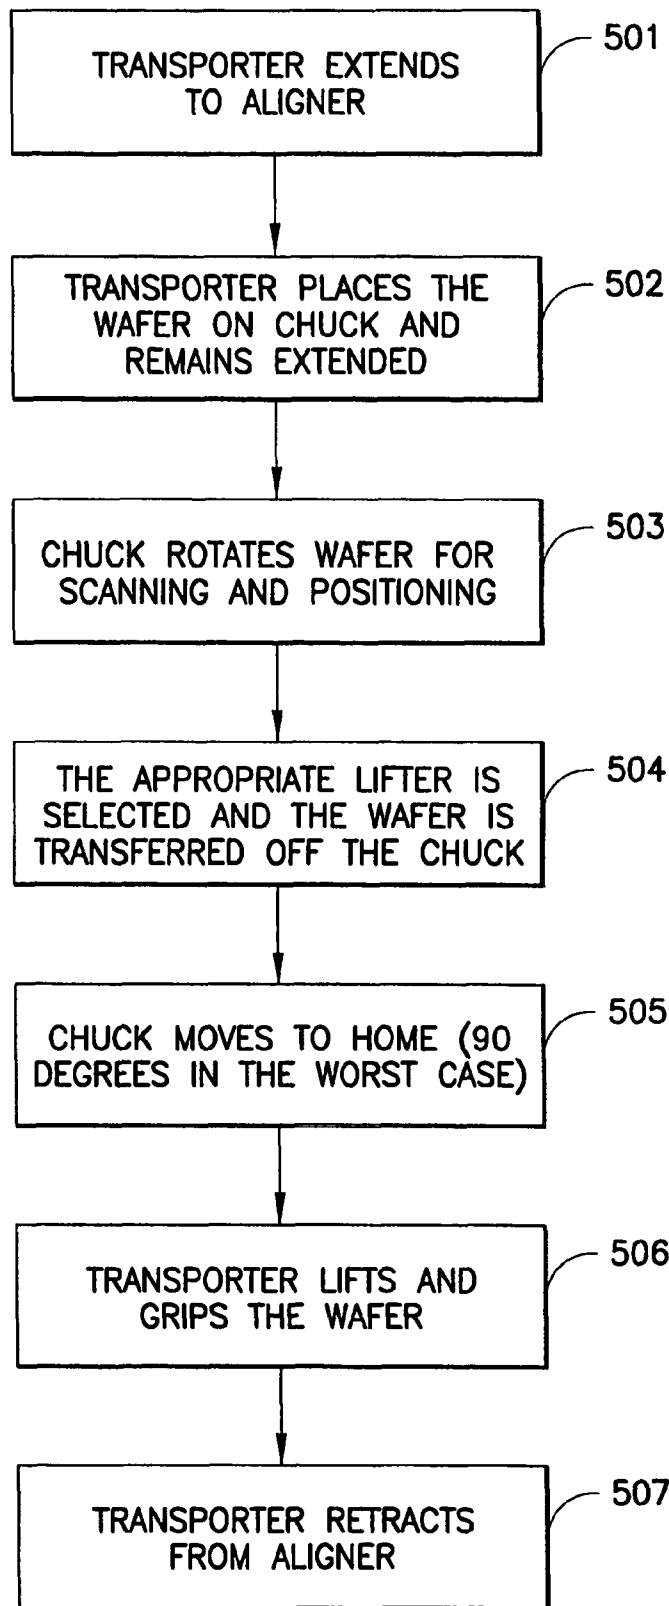 TRANSPORTER EXTENDS
TO ALIGNER
501
TRANSPORTER PLACES THE
WAFER ON CHUCK AND
REMAINS EXTENDED
502
CHUCK ROTATES WAFER FOR
SCANNING AND POSITIONING
503
THE APPROPRIATE LIFTER IS
SELECTED AND THE WAFER IS
TRANSFERRED OFF THE CHUCK
504
CHUCK MOVES TO HOME (90
DEGREES IN THE WORST CASE)
505
TRANSPORTER LIFTS AND
GRIPS THE WAFER
506
TRANSPORTER RETRACTS
FROM ALIGNER
507